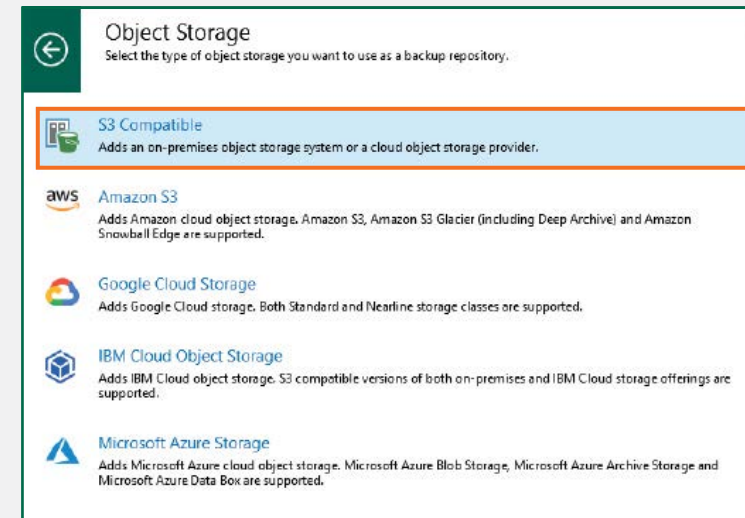 Object Storage
Select the type of object storage you want to use as a backup repository.
S3 Compatible
Adds an on-premises object storage system or a cloud object storage provider.
aws
Amazon S3
Adds Amazon cloud object storage. Amazon S3, Amazon S3 Glacier (including Deep Archive) and Amazon
Snowball Edge are supported.
Google Cloud Storage
Adds Google Cloud storage. Both Standard and Nearline storage classes are supported.
IBM Cloud Object Storage
Adds IBM Cloud object storage. S3 compatible versions of both on-premises and IBM Cloud storage offerings are
supported.
Microsoft Azure Storage
Adds Microsoft Azure cloud object storage. Microsoft Azure Blob Storage, Microsoft Azure Archive Storage and
Microsoft Azure Data Box are supported.